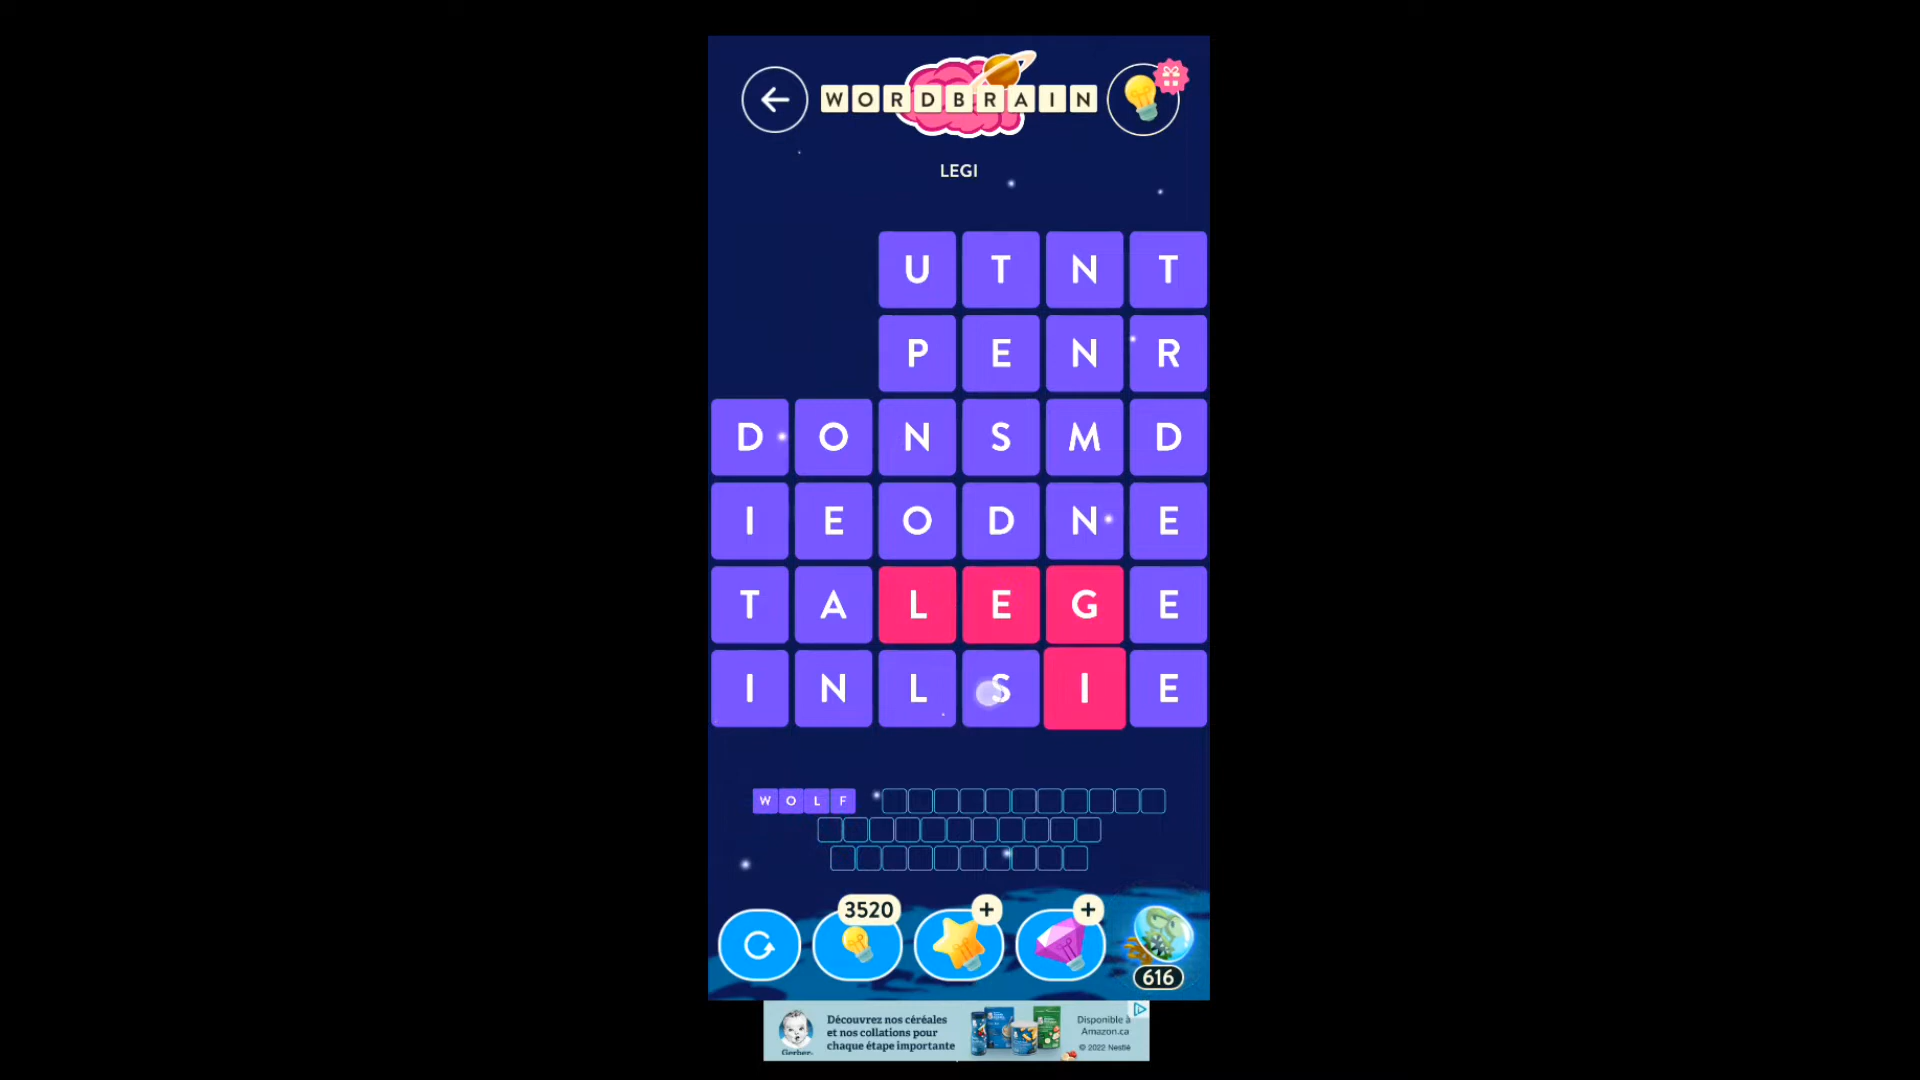 WORDBRAIN
LEGI
U T N T
P E N R
D O N S M D
I E O D N E
T A L E G E
I N L S I E
W O L F
3520 + +
616
Découvrez nos céréales
et nos collations pour
chaque étape importante
Disponible à
Amazon.ca
© 2022 Nestlé
Gerber